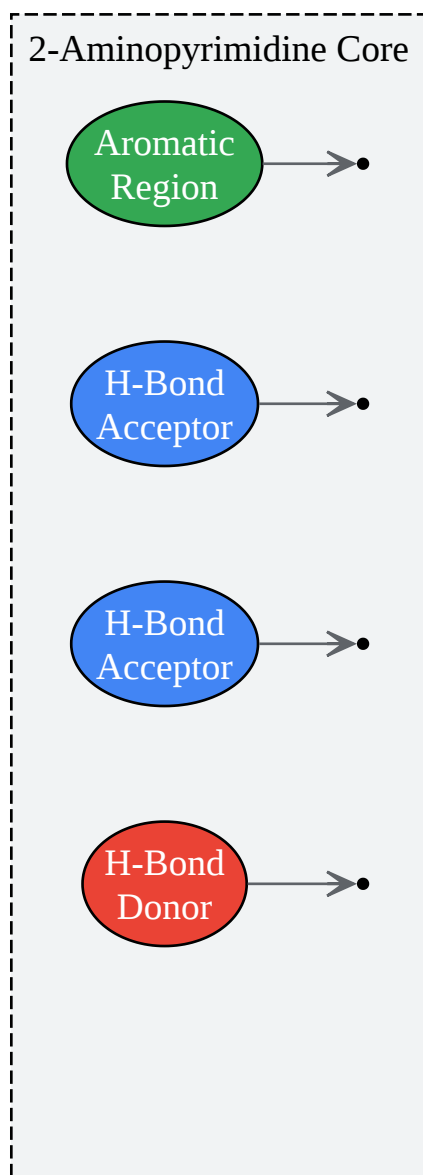 2-Aminopyrimidine Core
Aromatic
Region
H-Bond
Acceptor
H-Bond
Acceptor
H-Bond
Donor